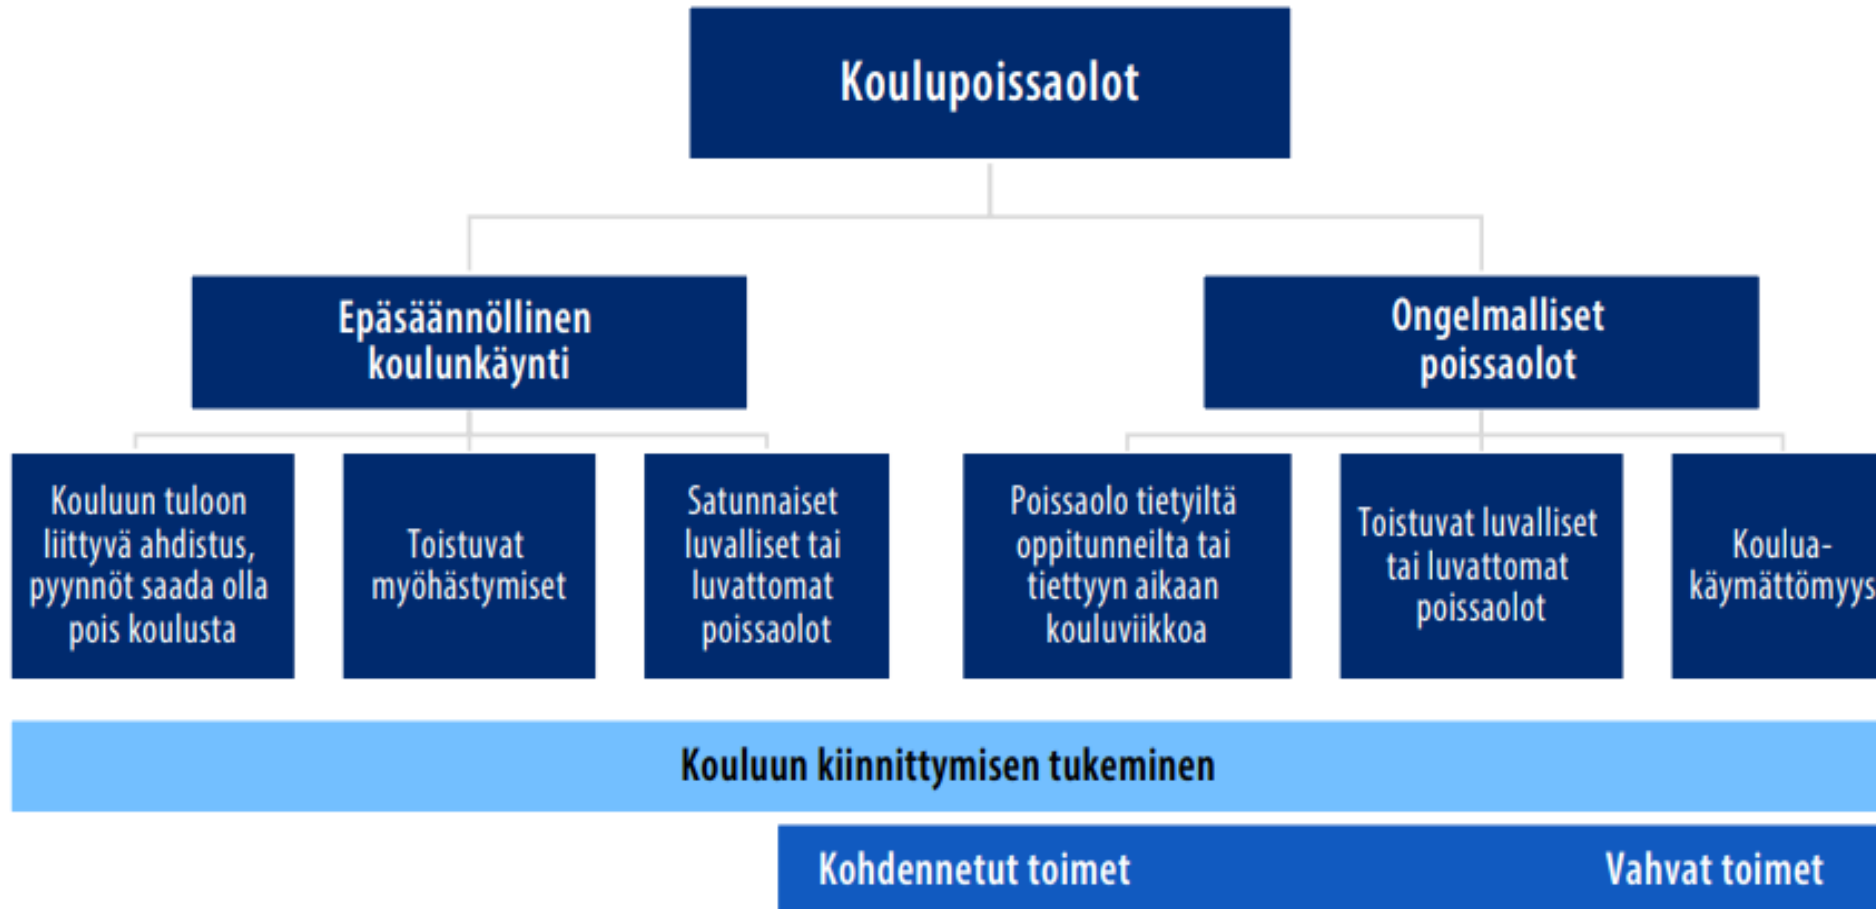 Koulupoissaolot
Epäsäännöllinen
koulunkäynti
Ongelmalliset
poissaolot
Kouluun tuloon
liittyvä ahdistus,
pyynnöt saada olla
pois koulusta
Toistuvat
myöhästymiset
Satunnaiset
luvalliset tai
luvattomat
poissaolot
Poissaolo tietyiltä
oppitunneilta tai
tiettyyn aikaan
kouluviikkoa
Toistuvat luvalliset
tai luvattomat
poissaolot
Koulua-
käymättömyys
Kouluun kiinnittymisen tukeminen
Kohdennetut toimet
Vahvat toimet